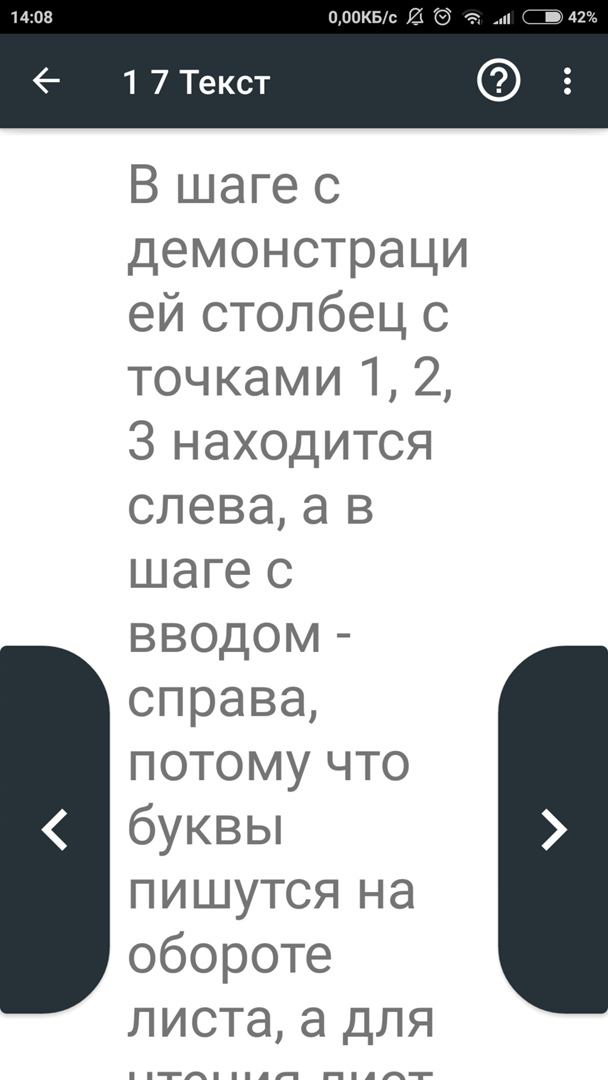 14:08 0,00КБ/с 42%
1 7 Текст
В шаге с
демонстраци
ей столбец с
точками 1, 2,
3 находится
слева, а в
шаге с
вводом -
справа,
потому что
буквы
пишутся на
обороте
листа, а для